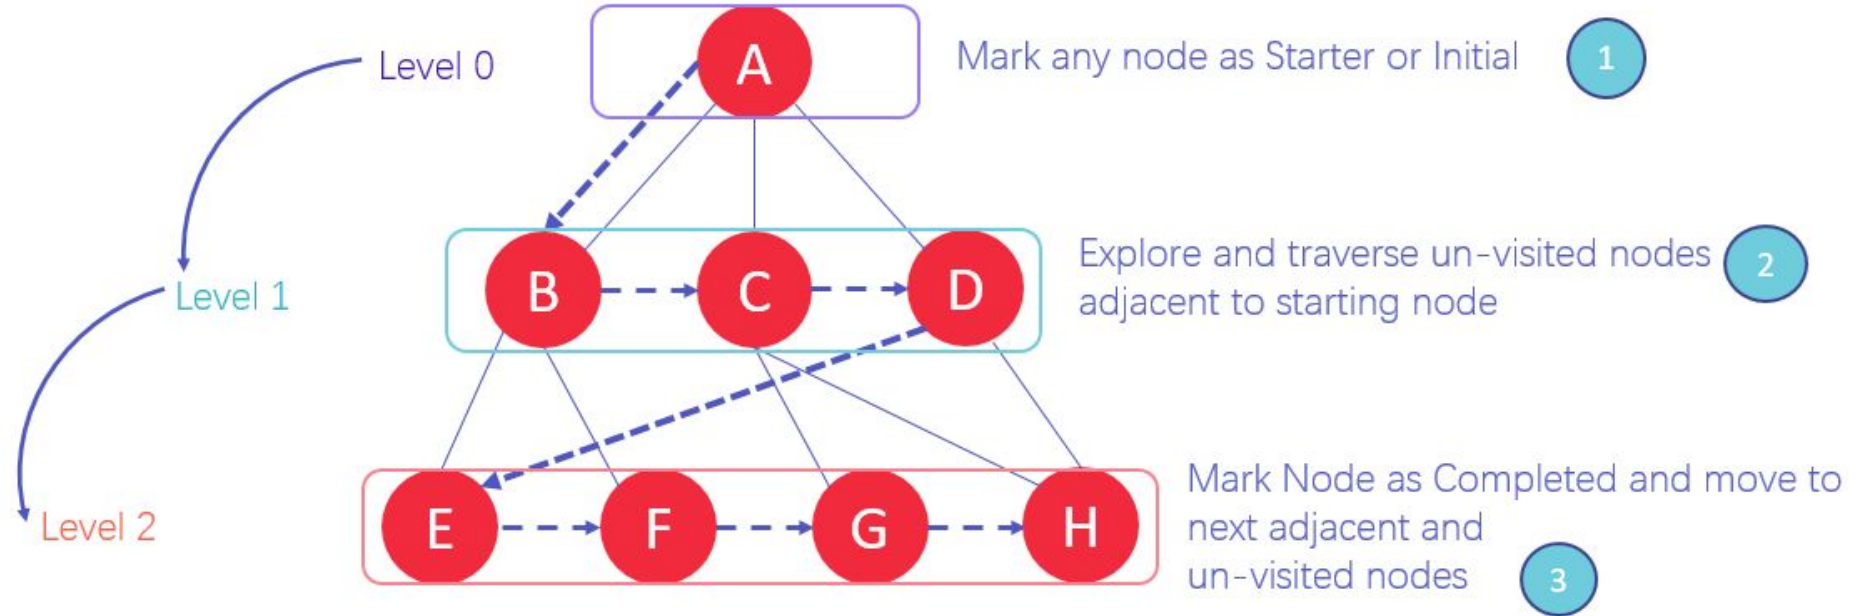 Level 0
A
Mark any node as Starter or Initial
1
Level 1
B
C
D
Explore and traverse un-visited nodes
adjacent to starting node
2
Level 2
E
F
G
H
Mark Node as Completed and move to
next adjacent and
un-visited nodes
3